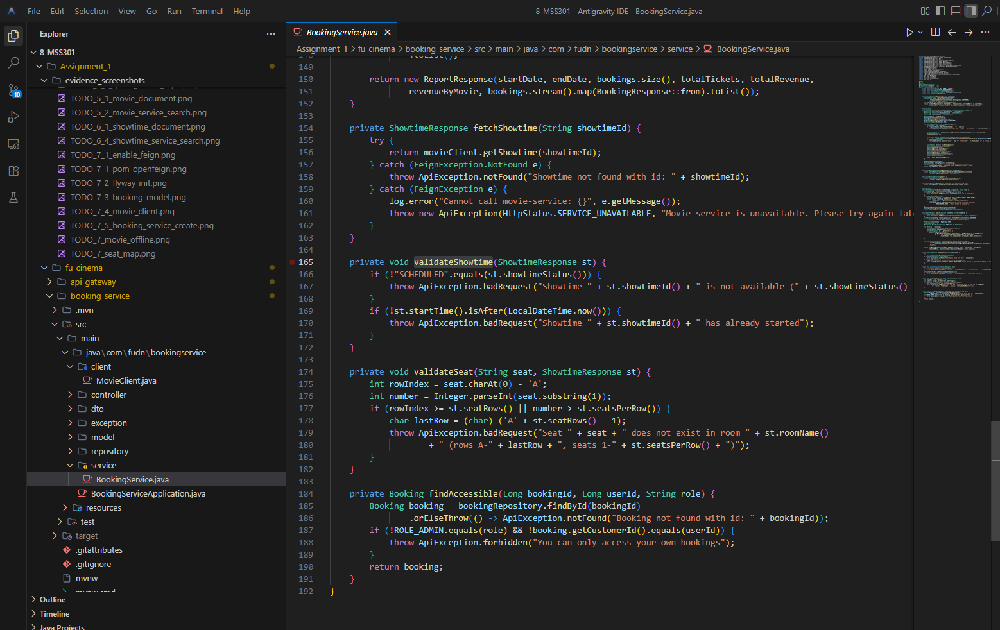 File Edit Selection View Go Run Terminal Help
8_MSS301 - Antigravity IDE - BookingService.java
Explorer
8_MSS301
Assignment_1
evidence_screenshots
TODO_5_1_movie_document.png
TODO_5_2_movie_service_search.png
TODO_6_1_showtime_document.png
TODO_6_4_showtime_service_search.png
TODO_7_1_enable_feign.png
TODO_7_1_pom_openfeign.png
TODO_7_2_flyway_init.png
TODO_7_3_booking_model.png
TODO_7_4_movie_client.png
TODO_7_5_booking_service_create.png
TODO_7_movie_offline.png
TODO_7_seat_map.png
fu-cinema
api-gateway
booking-service
.mvn
src
main
java\com\fudn\bookingservice
client
MovieClient.java
controller
dto
exception
model
repository
service
BookingService.java
BookingServiceApplication.java
resources
test
target
.gitattributes
.gitignore
mvnw
mvnw.cmd
Outline
Timeline
Java Projects
10
BookingService.java
Assignment_1 > fu-cinema > booking-service > src > main > java > com > fudn > bookingservice > service > BookingService.java
148 .toList();
149
150 return new ReportResponse(startDate, endDate, bookings.size(), totalTickets, totalRevenue,
151 revenueByMovie, bookings.stream().map(BookingResponse::from).toList());
152 }
153
154 private ShowtimeResponse fetchShowtime(String showtimeId) {
155 try {
156 return movieClient.getShowtime(showtimeId);
157 } catch (FeignException.NotFound e) {
158 throw ApiException.notFound("Showtime not found with id: " + showtimeId);
159 } catch (FeignException e) {
160 log.error("Cannot call movie-service: {}", e.getMessage());
161 throw new ApiException(HttpStatus.SERVICE_UNAVAILABLE, "Movie service is unavailable. Please try again lat
162 }
163 }
164
165 private void validateShowtime(ShowtimeResponse st) {
166 if (!"SCHEDULED".equals(st.showtimeStatus())) {
167 throw ApiException.badRequest("Showtime " + st.showtimeId() + " is not available (" + st.showtimeStatus() +
168 }
169 if (!st.startTime().isAfter(LocalDateTime.now())) {
170 throw ApiException.badRequest("Showtime " + st.showtimeId() + " has already started");
171 }
172 }
173
174 private void validateSeat(String seat, ShowtimeResponse st) {
175 int rowIndex = seat.charAt(0) - 'A';
176 int number = Integer.parseInt(seat.substring(1));
177 if (rowIndex >= st.seatRows() || number > st.seatsPerRow()) {
178 char lastRow = (char) ('A' + st.seatRows() - 1);
179 throw ApiException.badRequest("Seat " + seat + " does not exist in room " + st.roomName()
180 + " (rows A-" + lastRow + ", seats 1-" + st.seatsPerRow() + ")");
181 }
182 }
183
184 private Booking findAccessible(Long bookingId, Long userId, String role) {
185 Booking booking = bookingRepository.findById(bookingId)
186 .orElseThrow(() -> ApiException.notFound("Booking not found with id: " + bookingId));
187 if (!ROLE_ADMIN.equals(role) && !booking.getCustomerId().equals(userId)) {
188 throw ApiException.forbidden("You can only access your own bookings");
189 }
190 return booking;
191 }
192 }